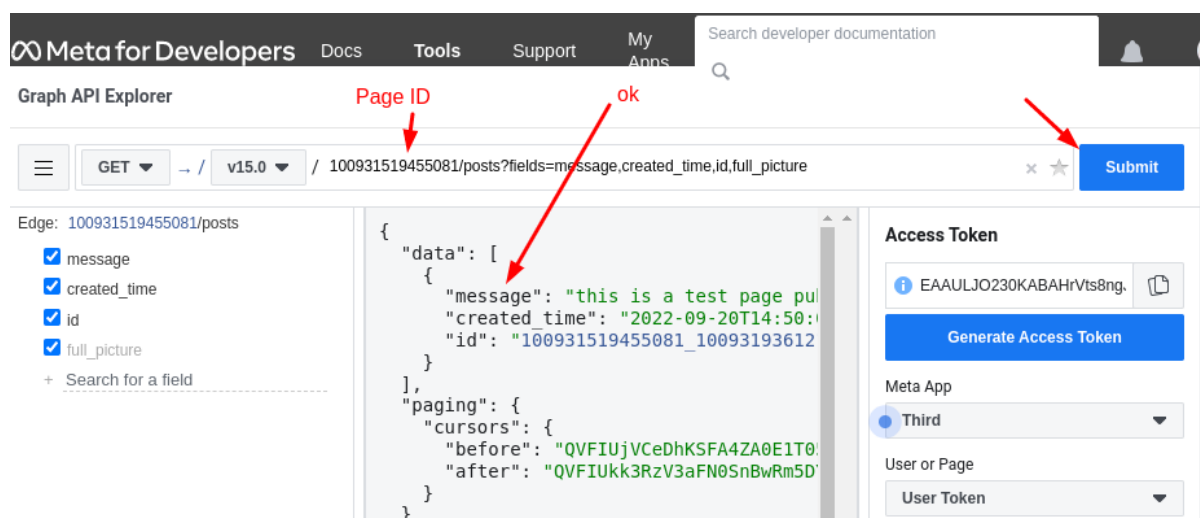 Meta for Developers Docs Tools Support My Apps Search developer documentation
Graph API Explorer Page ID ok
GET → / v15.0 / 100931519455081/posts?fields=message,created_time,id,full_picture × Submit
Edge: 100931519455081/posts
message
created_time
id
full_picture
+ Search for a field
{
"data": [
{
"message": "this is a test page pu
"created_time": "2022-09-20T14:50:
"id": "100931519455081_10093193612
}
],
"paging": {
"cursors": {
"before": "QVFIUjVCeDhKSFA4ZA0E1T0
"after": "QVFIUkk3RzV3aFN0SnBwRm5D
}
}
Access Token
EAAULJO230KABAHrVts8ng
Generate Access Token
Meta App
Third
User or Page
User Token